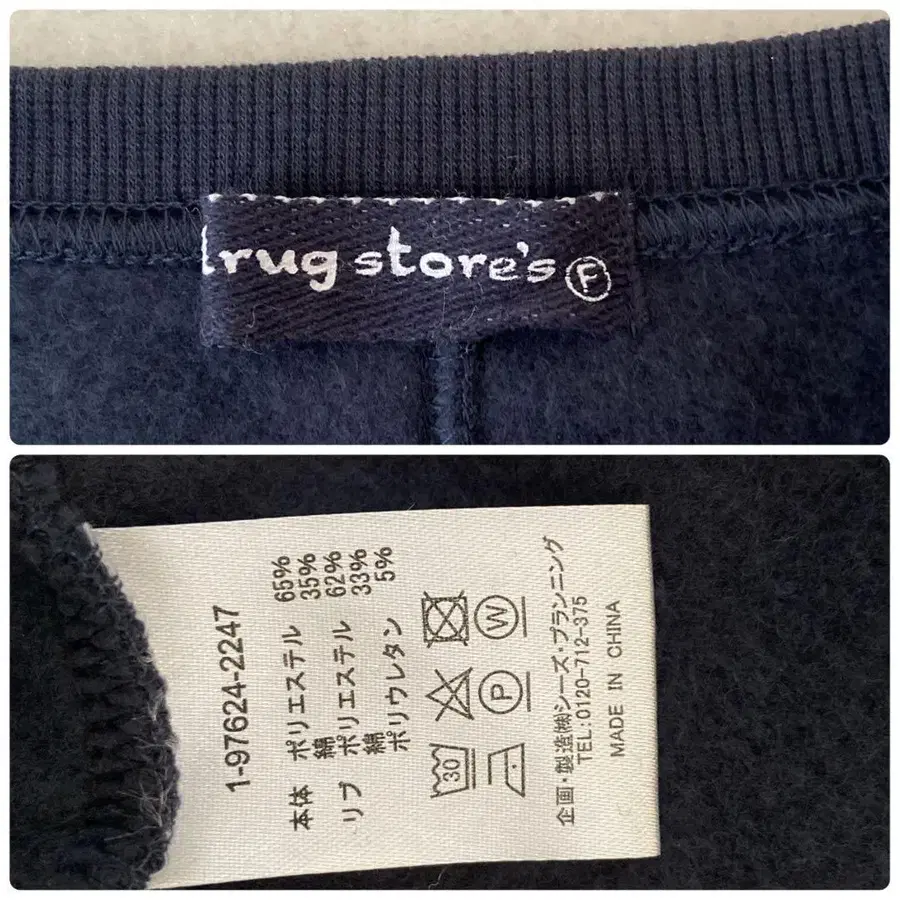 drug store's
F
1-97624-2247
本体 ポリエステル 65%
綿 35%
リブ ポリエステル 62%
綿 33%
ポリウレタン 5%
30
P W
企画・製造㈱シーズ・プランニング
TEL:0120-712-375
MADE IN CHINA